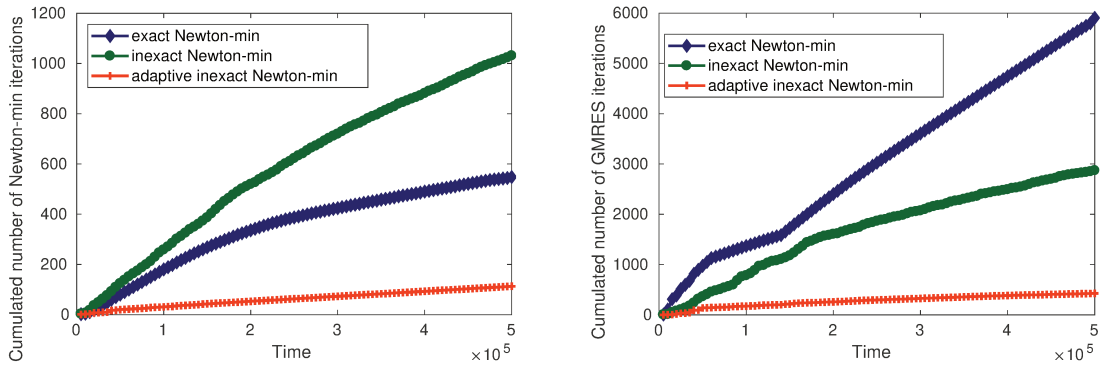 Cumulated number of Newton-min iterations
1200
1000
800
600
400
200
0
exact Newton-min
inexact Newton-min
adaptive inexact Newton-min
0 1 2 3 4 5
Time
×10^5
Cumulated number of GMRES iterations
6000
5000
4000
3000
2000
1000
0
exact Newton-min
inexact Newton-min
adaptive inexact Newton-min
0 1 2 3 4 5
Time
×10^5